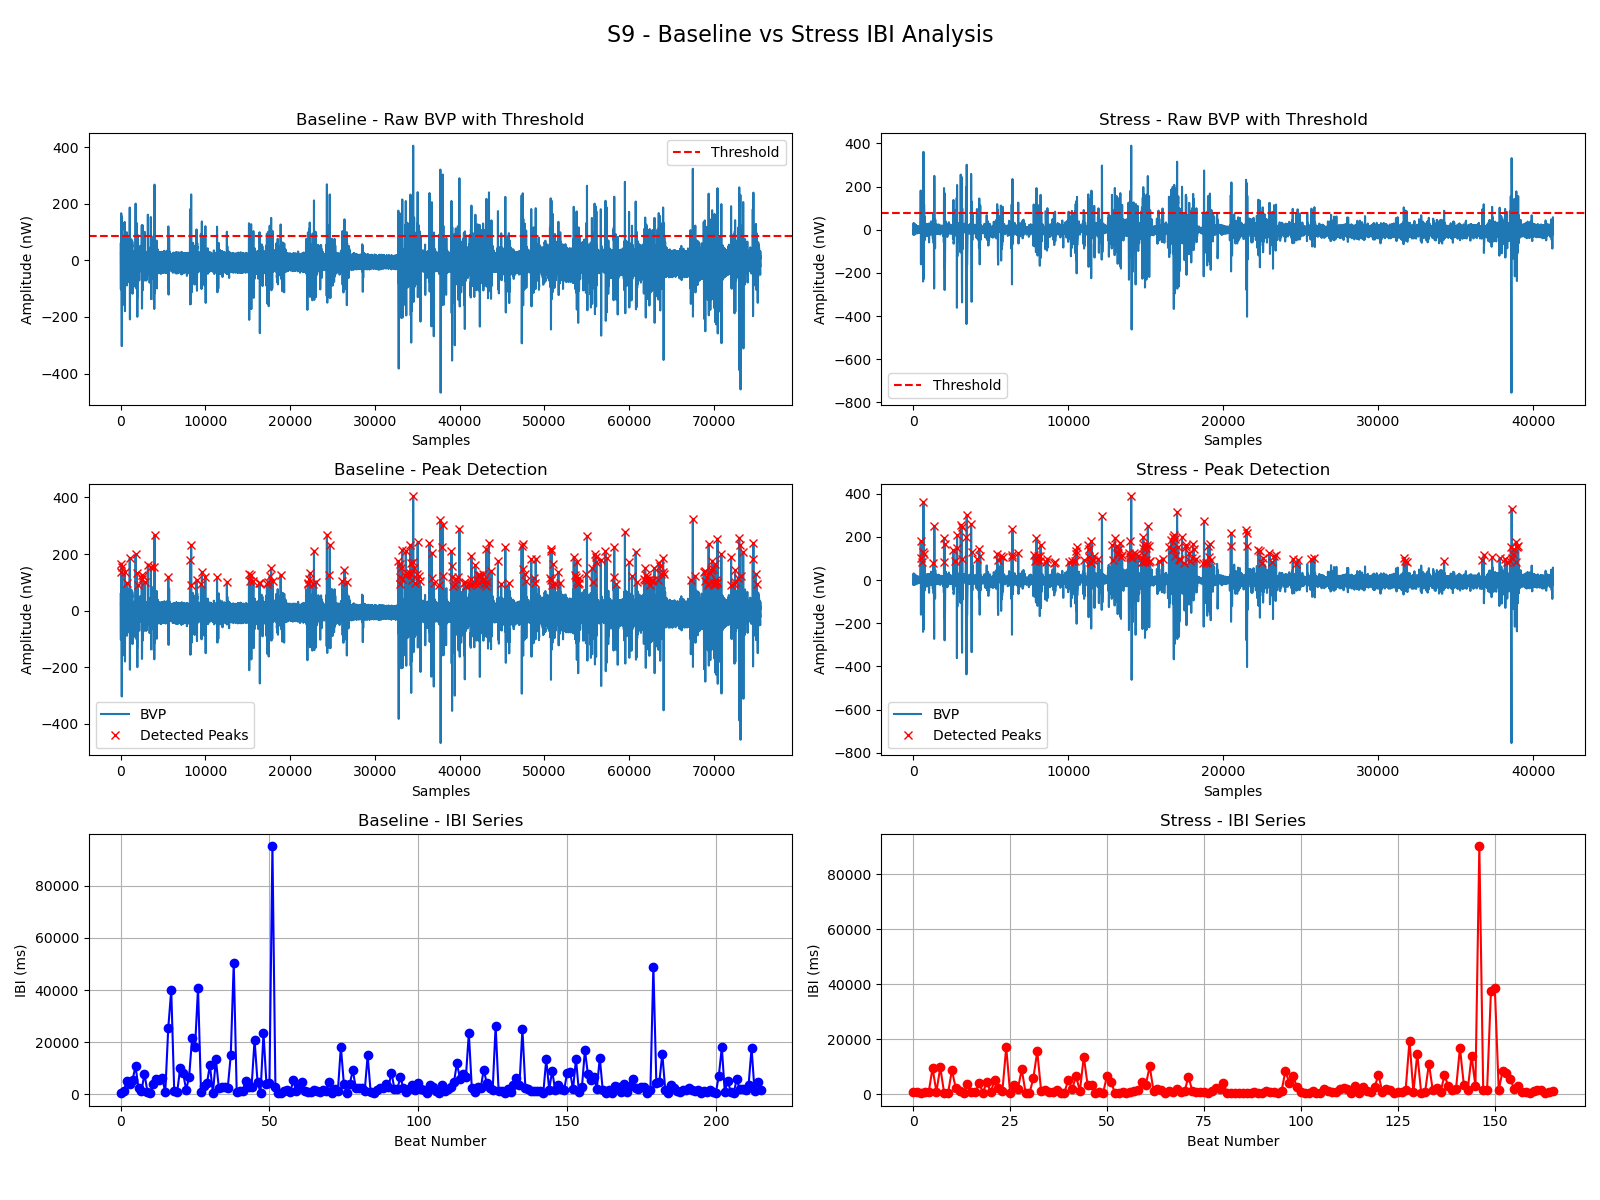 S9 - Baseline vs Stress IBI Analysis
Baseline - Raw BVP with Threshold
400
200
0
−200
−400
Amplitude (nW)
Threshold
0 10000 20000 30000 40000 50000 60000 70000
Samples
Stress - Raw BVP with Threshold
400
200
0
−200
−400
−600
−800
Amplitude (nW)
Threshold
0 10000 20000 30000 40000
Samples
Baseline - Peak Detection
400
200
0
−200
−400
Amplitude (nW)
BVP
Detected Peaks
0 10000 20000 30000 40000 50000 60000 70000
Samples
Stress - Peak Detection
400
200
0
−200
−400
−600
−800
Amplitude (nW)
BVP
Detected Peaks
0 10000 20000 30000 40000
Samples
Baseline - IBI Series
80000
60000
40000
20000
0
IBI (ms)
0 50 100 150 200
Beat Number
Stress - IBI Series
80000
60000
40000
20000
0
IBI (ms)
0 25 50 75 100 125 150
Beat Number